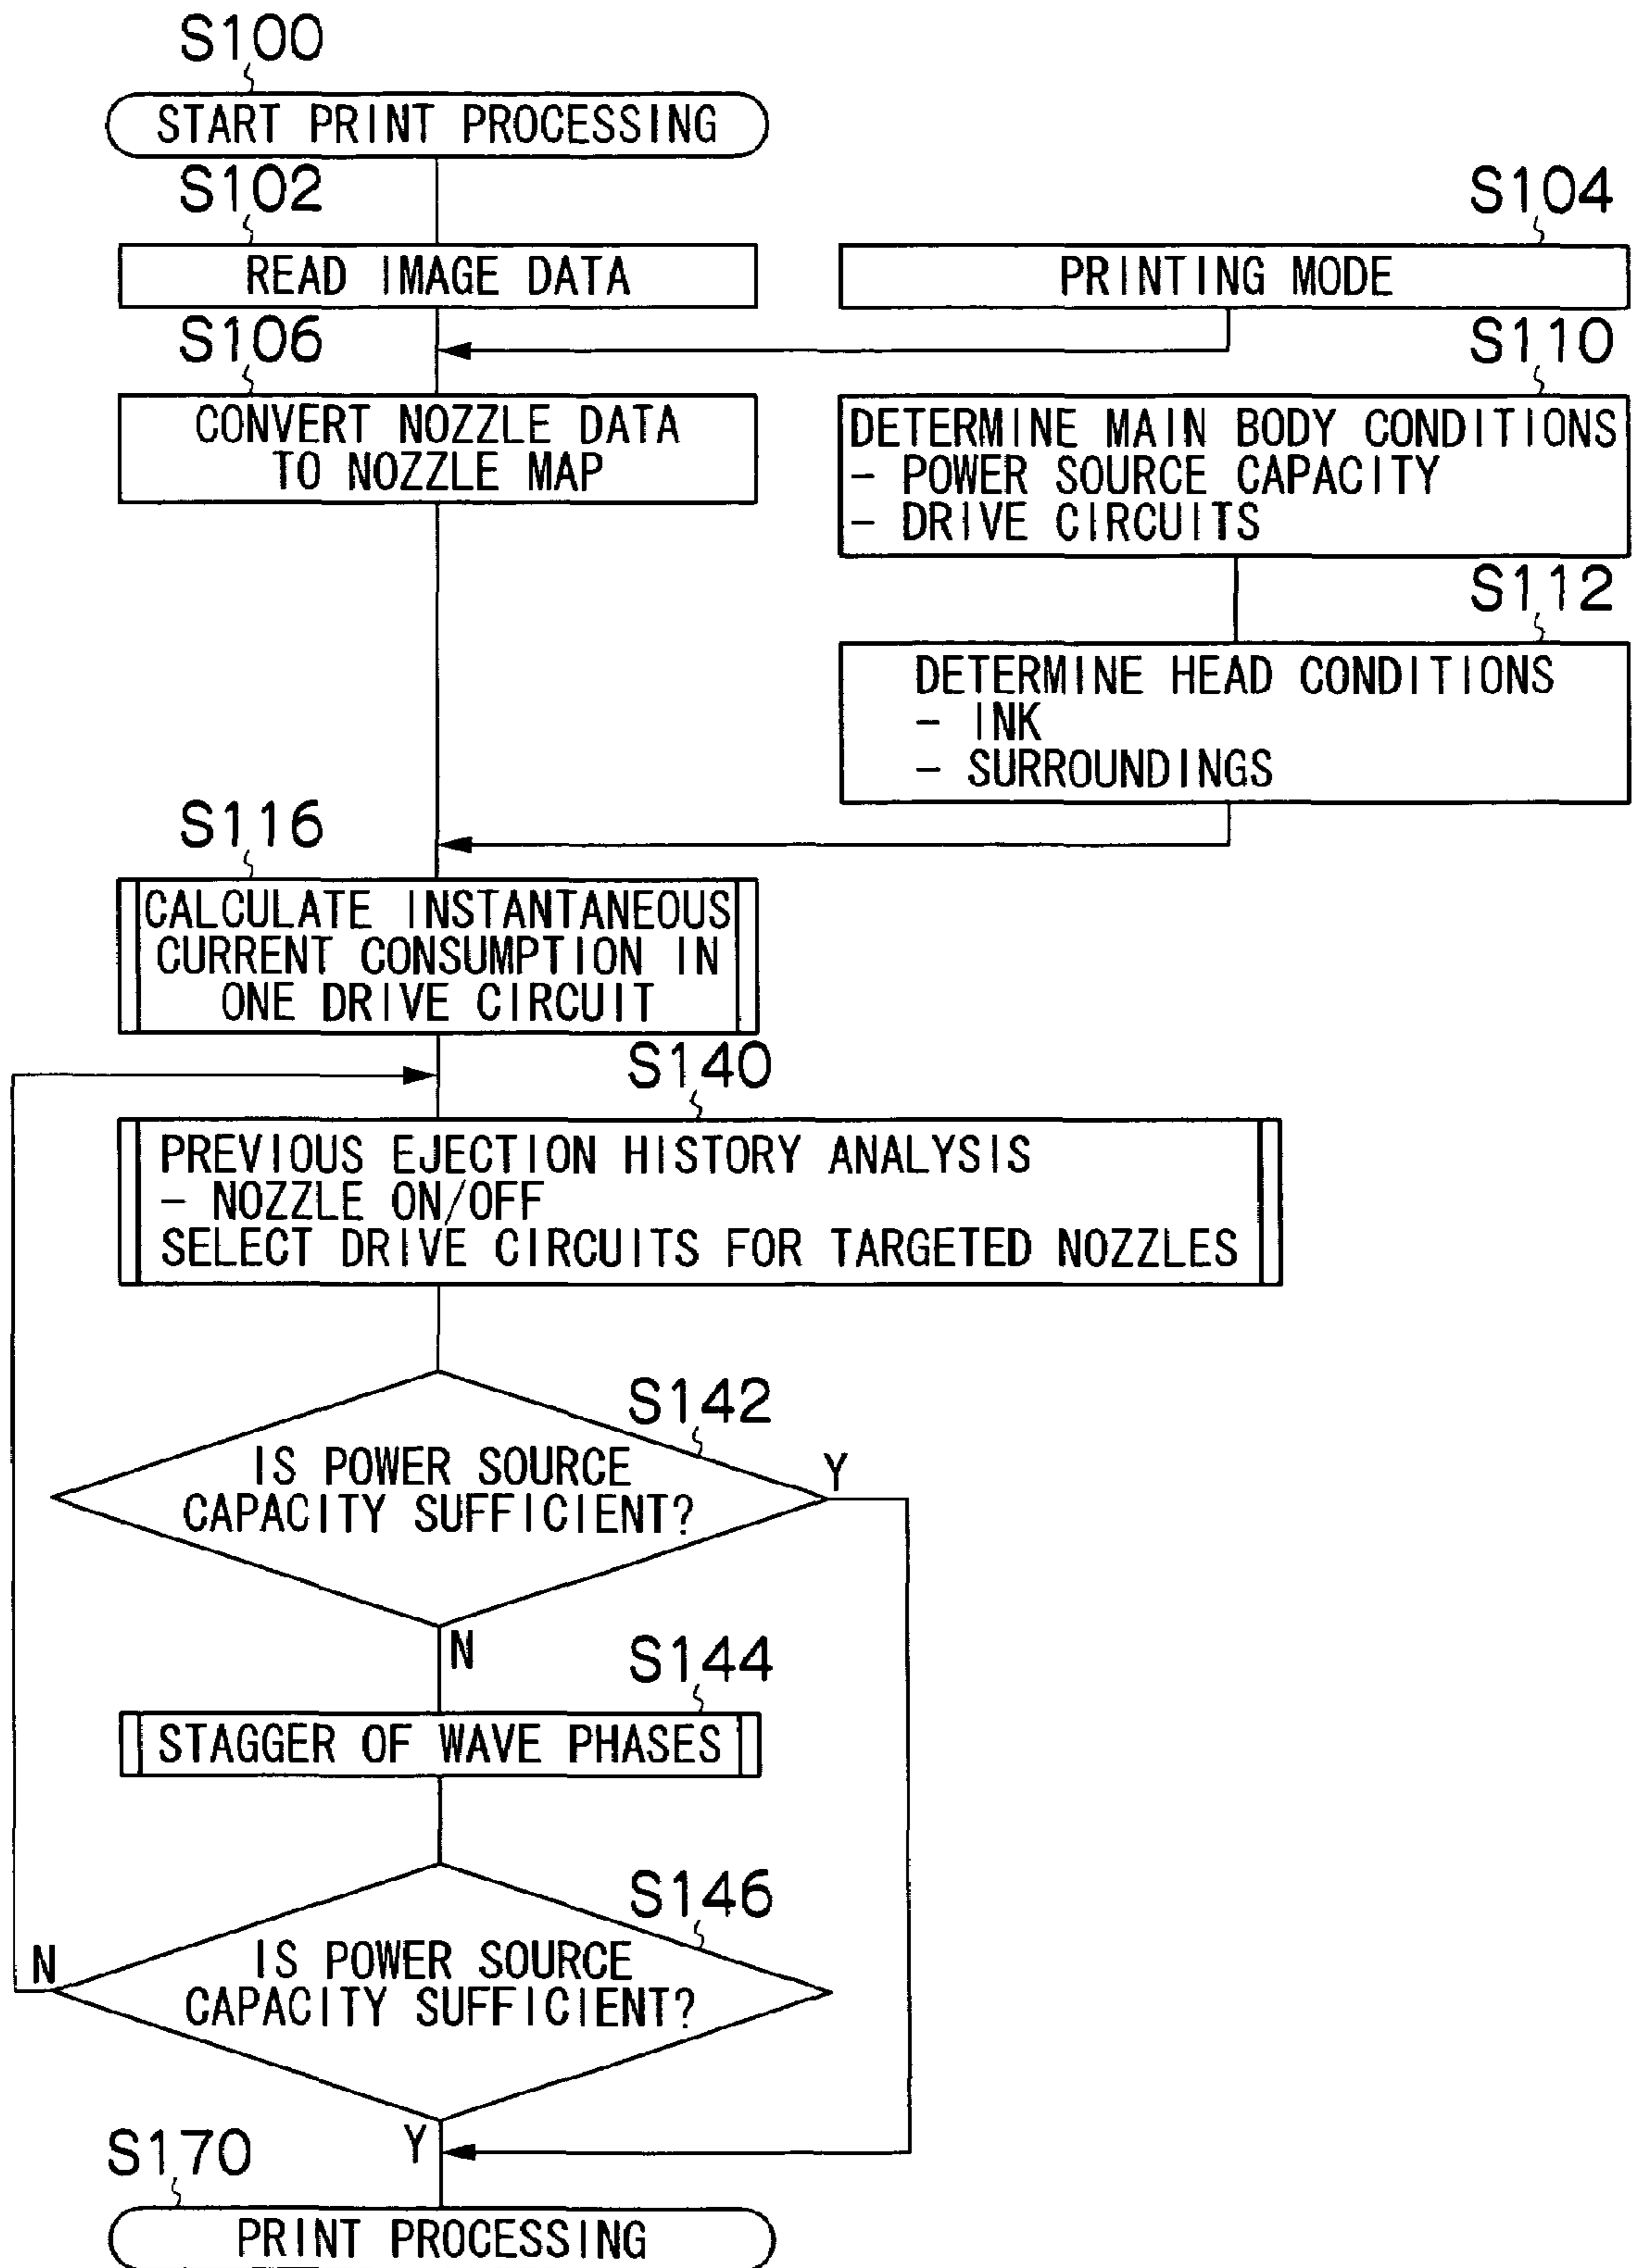 S100
START PRINT PROCESSING
S102
READ IMAGE DATA
S104
PRINTING MODE
S106
CONVERT NOZZLE DATA
TO NOZZLE MAP
S110
DETERMINE MAIN BODY CONDITIONS
- POWER SOURCE CAPACITY
- DRIVE CIRCUITS
S112
DETERMINE HEAD CONDITIONS
- INK
- SURROUNDINGS
S116
CALCULATE INSTANTANEOUS
CURRENT CONSUMPTION IN
ONE DRIVE CIRCUIT
S140
PREVIOUS EJECTION HISTORY ANALYSIS
- NOZZLE ON/OFF
SELECT DRIVE CIRCUITS FOR TARGETED NOZZLES
S142
IS POWER SOURCE
CAPACITY SUFFICIENT?
Y
N
S144
STAGGER OF WAVE PHASES
S146
IS POWER SOURCE
CAPACITY SUFFICIENT?
N
Y
S170
PRINT PROCESSING